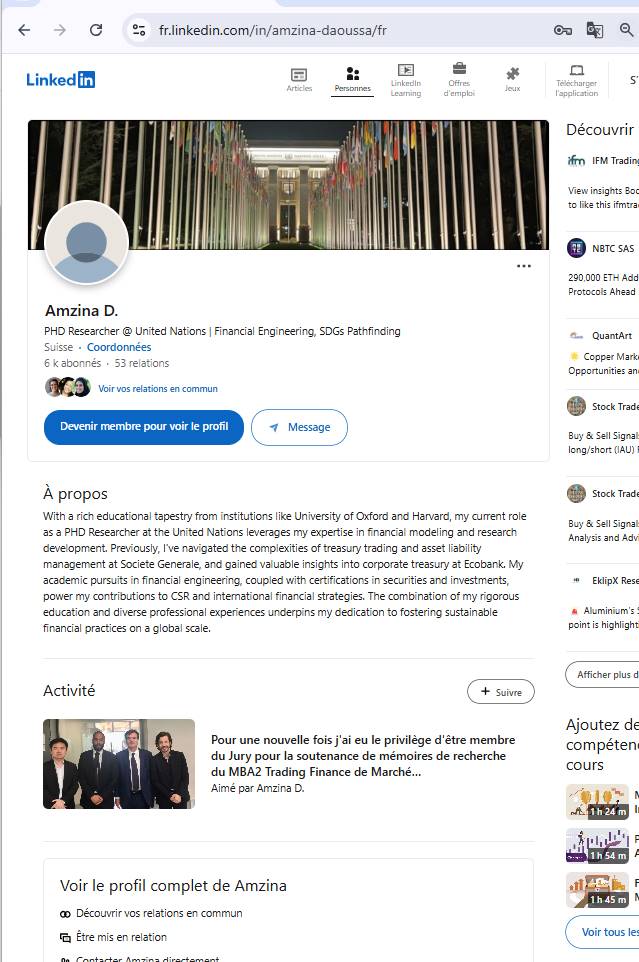 fr.linkedin.com/in/amzina-daoussa/fr
Linked in
Articles
Personnes
LinkedIn
Learning
Offres
d'emploi
Jeux
Télécharger
l'application
S'
Amzina D.
PHD Researcher @ United Nations | Financial Engineering, SDGs Pathfinding
Suisse · Coordonnées
6 k abonnés · 53 relations
Voir vos relations en commun
Devenir membre pour voir le profil
Message
À propos
With a rich educational tapestry from institutions like University of Oxford and Harvard, my current role
as a PHD Researcher at the United Nations leverages my expertise in financial modeling and research
development. Previously, I've navigated the complexities of treasury trading and asset liability
management at Societe Generale, and gained valuable insights into corporate treasury at Ecobank. My
academic pursuits in financial engineering, coupled with certifications in securities and investments,
power my contributions to CSR and international financial strategies. The combination of my rigorous
education and diverse professional experiences underpins my dedication to fostering sustainable
financial practices on a global scale.
Activité
+ Suivre
Pour une nouvelle fois j'ai eu le privilège d'être membre
du Jury pour la soutenance de mémoires de recherche
du MBA2 Trading Finance de Marché...
Aimé par Amzina D.
Voir le profil complet de Amzina
Découvrir vos relations en commun
Être mis en relation
Contacter Amzina directement
Découvrir
ifm
IFM Trading
View insights
to like this ifmtra
NBTC SAS
290,000 ETH Add
Protocols Ahead
QuantArt
Copper Mark
Opportunities an
Stock Trade
Buy & Sell Signal
long/short (IAU)
Stock Trade
Buy & Sell Signal
Analysis and Advi
EklipX Rese
Aluminium's
point is highlight
Afficher plus d
Ajoutez de
compéten
cours
1 h 24 m
1 h 54 m
1 h 45 m
Voir tous les